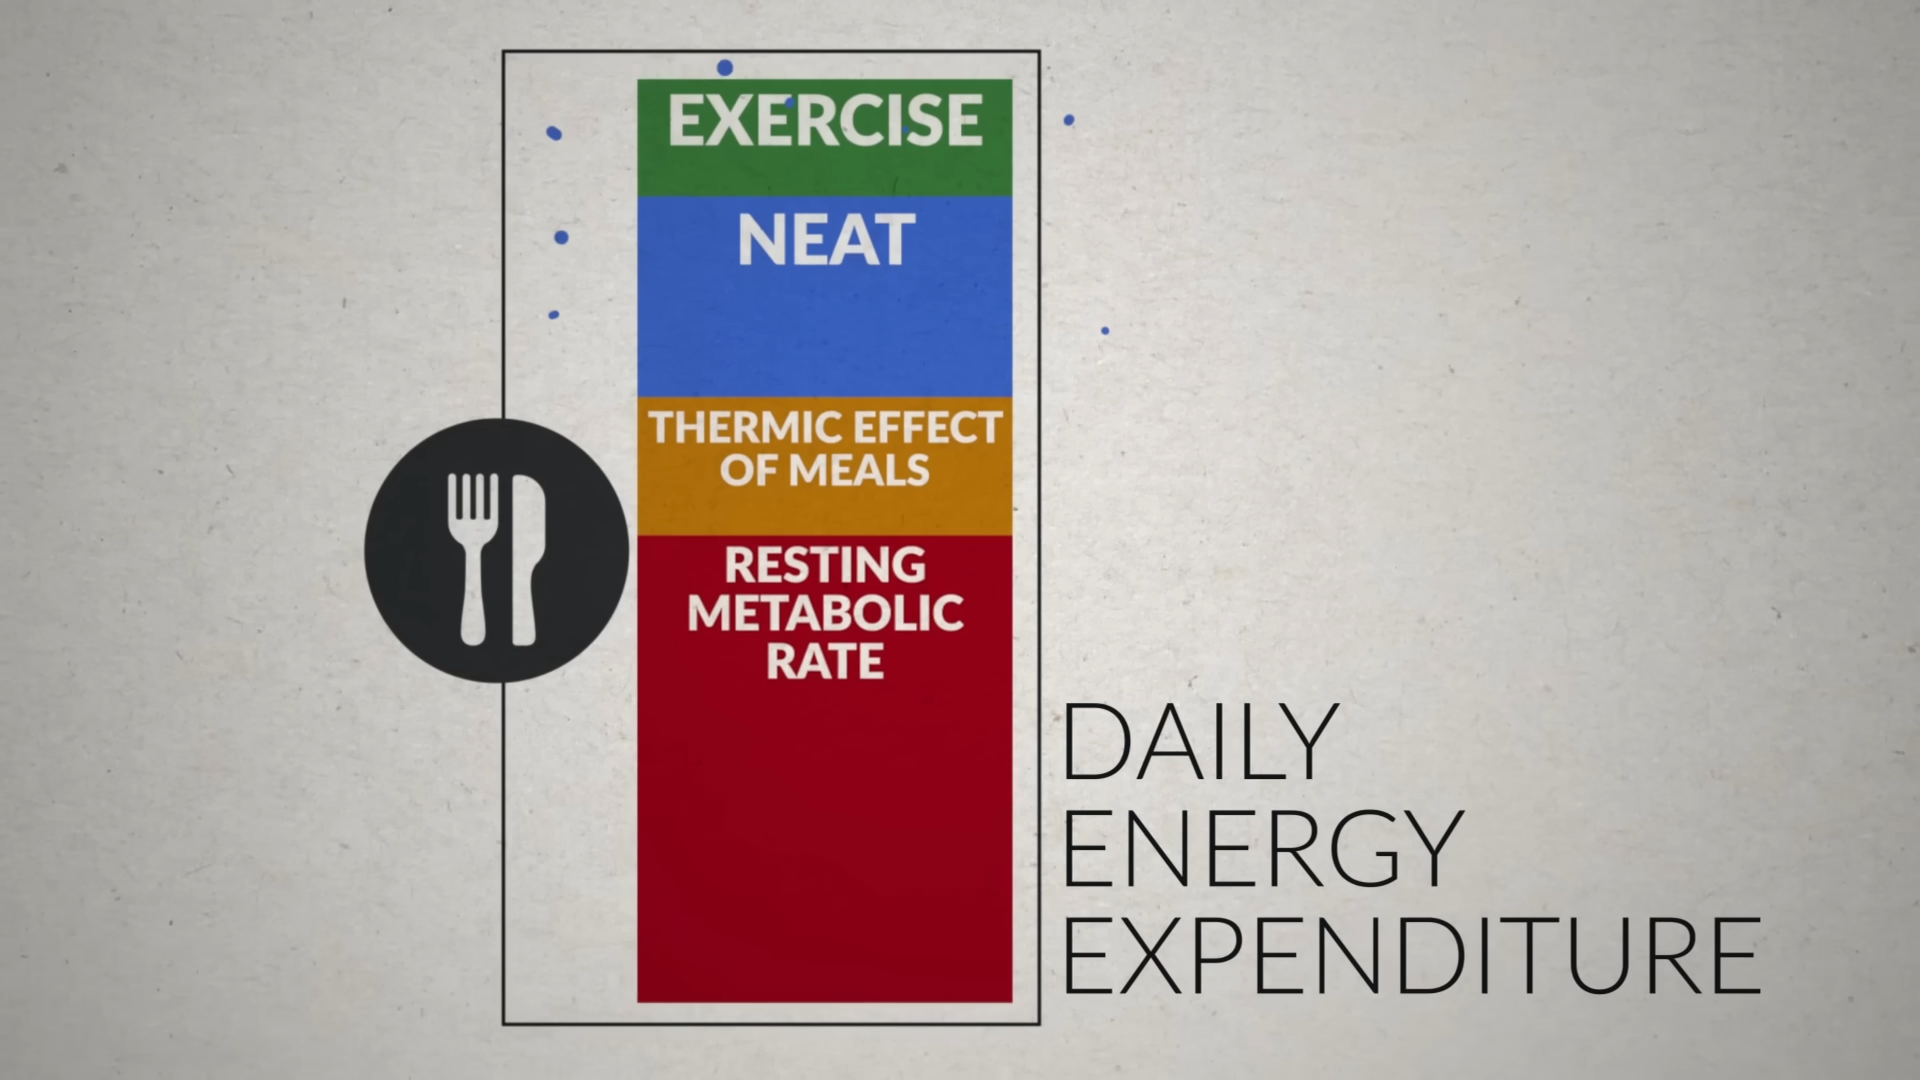 EXERCISE
NEAT
THERMIC EFFECT
OF MEALS
RESTING
METABOLIC
RATE
DAILY
ENERGY
EXPENDITURE